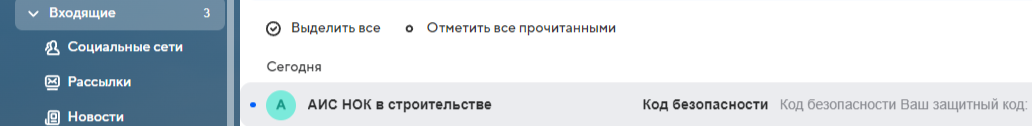 Входящие 3
Социальные сети
Рассылки
Новости
Выделить все Отметить все прочитанными
Сегодня
А АИС НОК в строительстве Код безопасности Код безопасности Ваш защитный код: